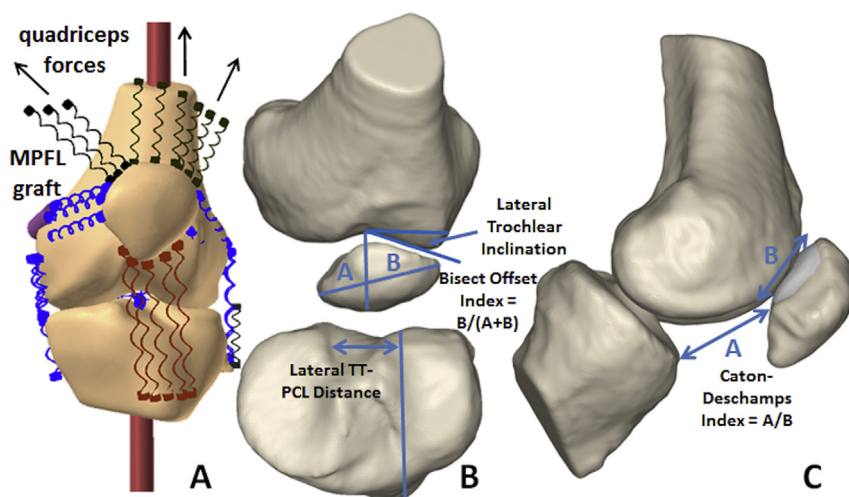 quadriceps
forces
MPFL
graft
A
Lateral
Trochlear
Inclination
A
B
Bisect Offset
Index =
B/(A+B)
Lateral TT-
PCL Distance
B
B
A
Caton-
Deschamps
Index = A/B
C